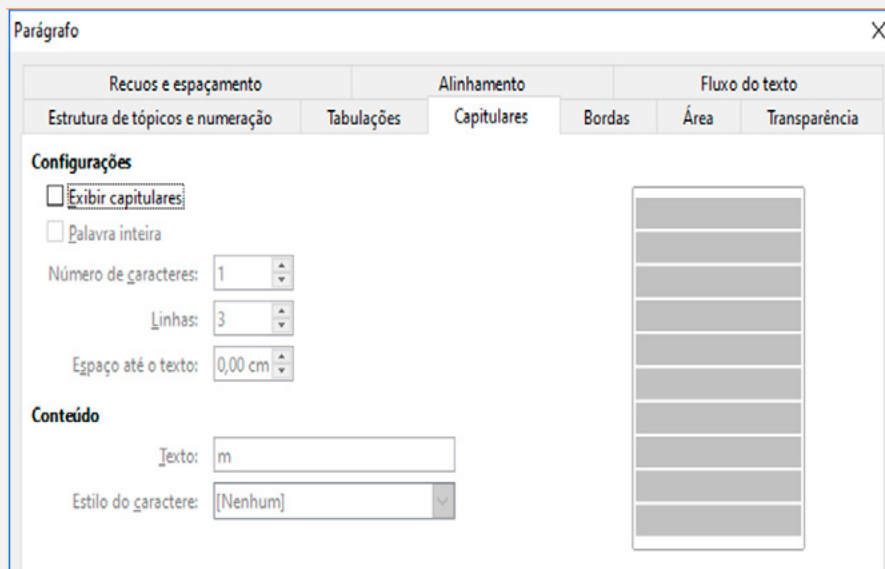 Parágrafo
Recuos e espaçamento Alinhamento Fluxo do texto
Estrutura de tópicos e numeração Tabulações Capitulares Bordas Área Transparência
Configurações
Exibir capitulares
Palavra inteira
Número de caracteres: 1
Linhas: 3
Espaço até o texto: 0,00 cm
Conteúdo
Texto: m
Estilo do caractere: [Nenhum]